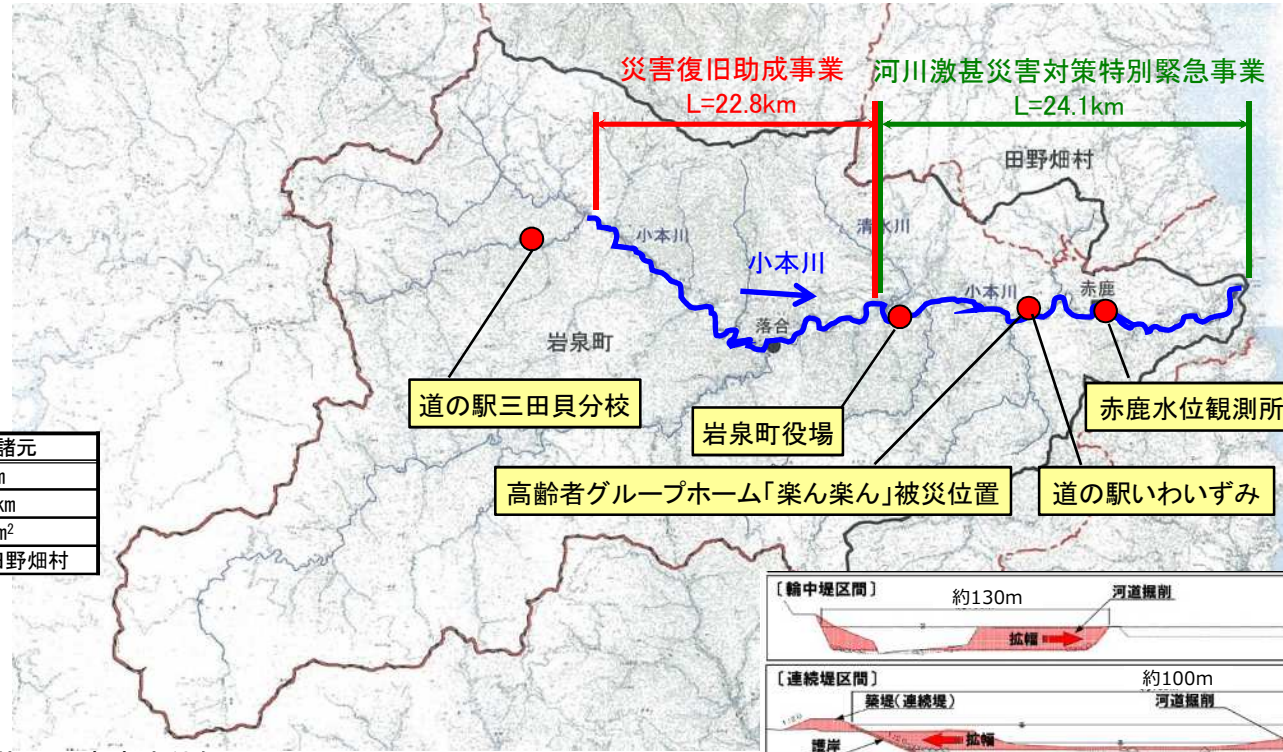 災害復旧助成事業
L=22.8km
河川激甚災害対策特別緊急事業
L=24.1km
田野畑村
清水川
小本川
小本川
小本川
赤鹿
落合
岩泉町
道の駅三田貝分校
岩泉町役場
赤鹿水位観測所
高齢者グループホーム「楽ん楽ん」被災位置
道の駅いわいずみ
諸元
m
km
m²
田野畑村
〔輪中堤区間〕
約130m
河道掘削
拡幅
〔連続堤区間〕
約100m
築堤(連続堤)
河道掘削
護岸
拡幅